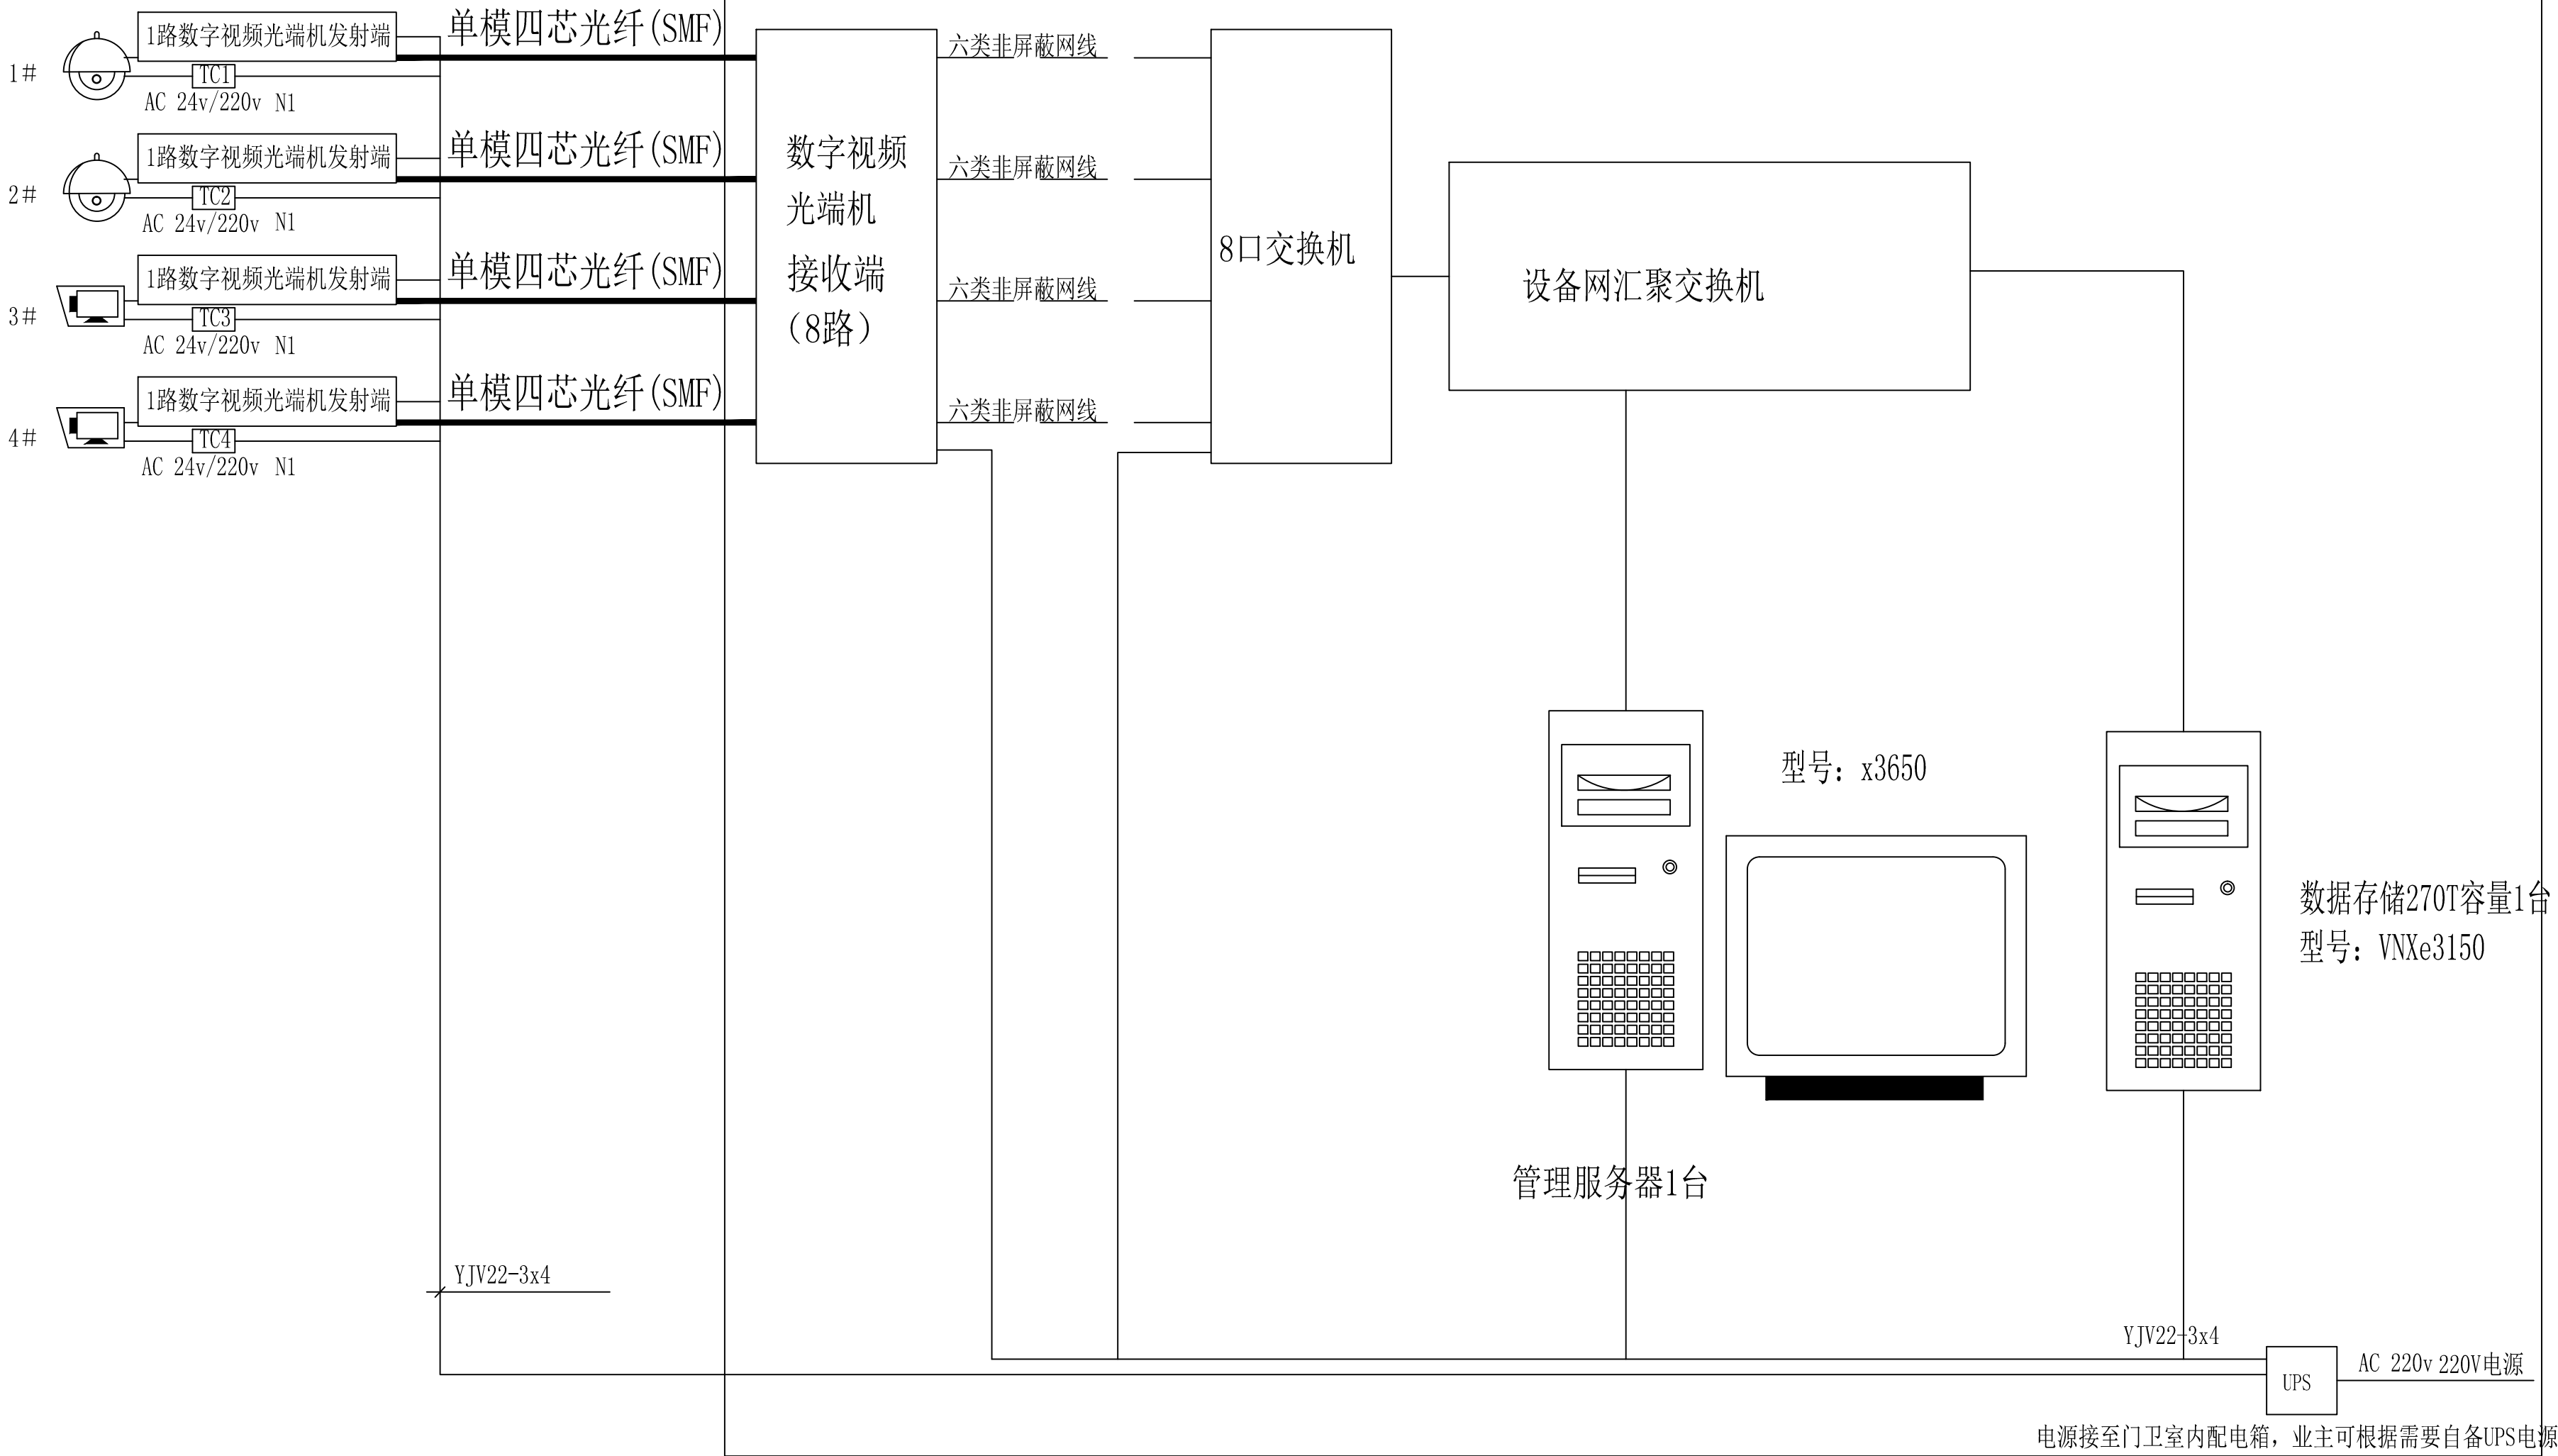 1路数字视频光端机发射端
单模四芯光纤(SMF)
六类非屏蔽网线
1#
TC1
AC 24v/220v N1
1路数字视频光端机发射端
单模四芯光纤(SMF)
六类非屏蔽网线
2#
TC2
AC 24v/220v N1
1路数字视频光端机发射端
单模四芯光纤(SMF)
六类非屏蔽网线
3#
TC3
AC 24v/220v N1
1路数字视频光端机发射端
单模四芯光纤(SMF)
六类非屏蔽网线
4#
TC4
AC 24v/220v N1
数字视频
光端机
接收端
（8路）
8口交换机
设备网汇聚交换机
型号：x3650
数据存储270T容量1台
型号：VNXe3150
管理服务器1台
YJV22-3x4
YJV22-3x4
UPS
AC 220v 220V电源
电源接至门卫室内配电箱，业主可根据需要自备UPS电源